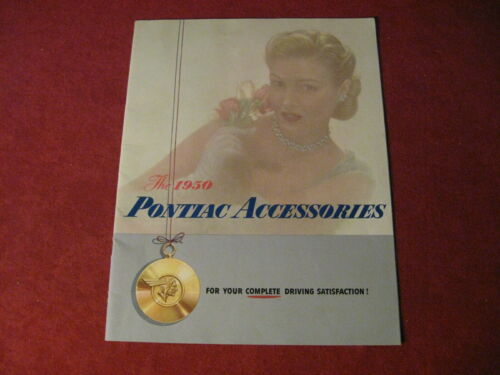 The 1950
PONTIAC ACCESSORIES
FOR YOUR COMPLETE DRIVING SATISFACTION!